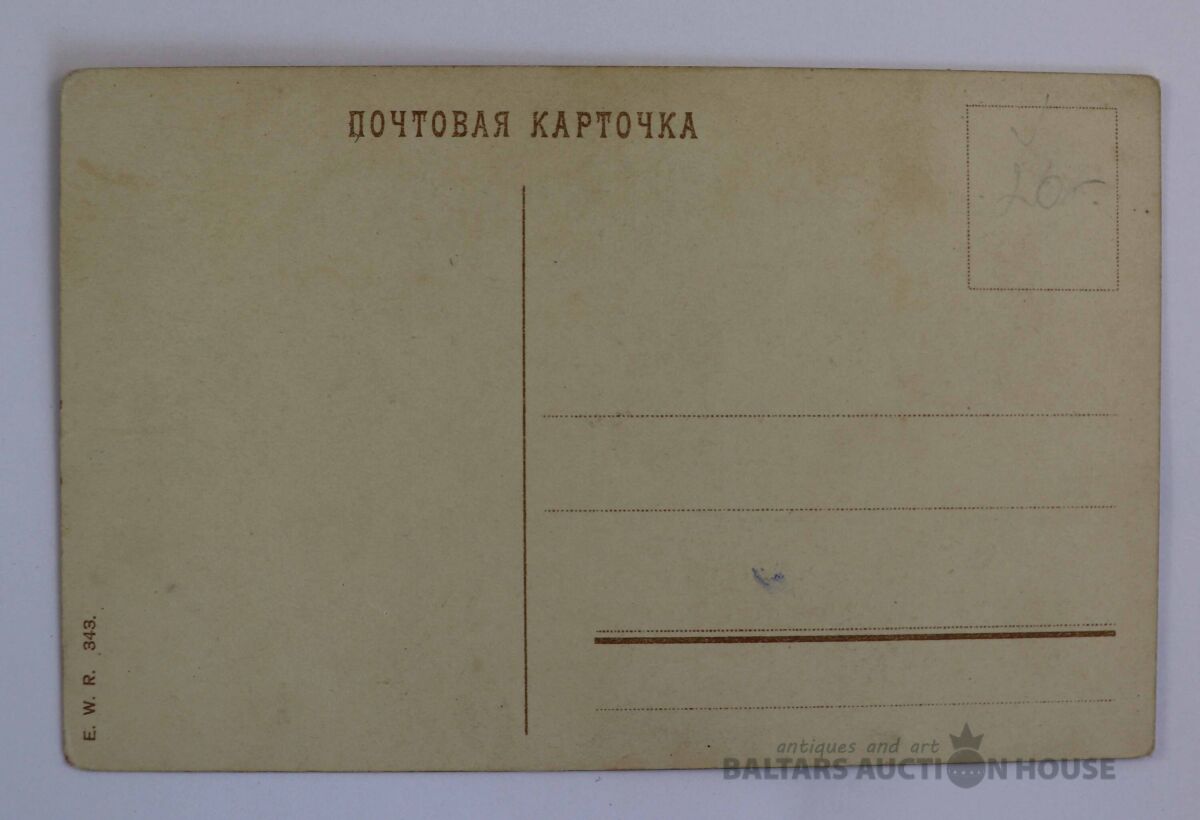 ПОЧТОВАЯ КАРТОЧКА
E. W. R. 343.
antiques and art
BALTARS AUCTION HOUSE